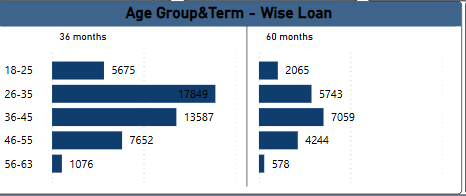 Age Group&Term - Wise Loan
36 months 60 months
18-25 5675 2065
26-35 17849 5743
36-45 13587 7059
46-55 7652 4244
56-63 1076 578